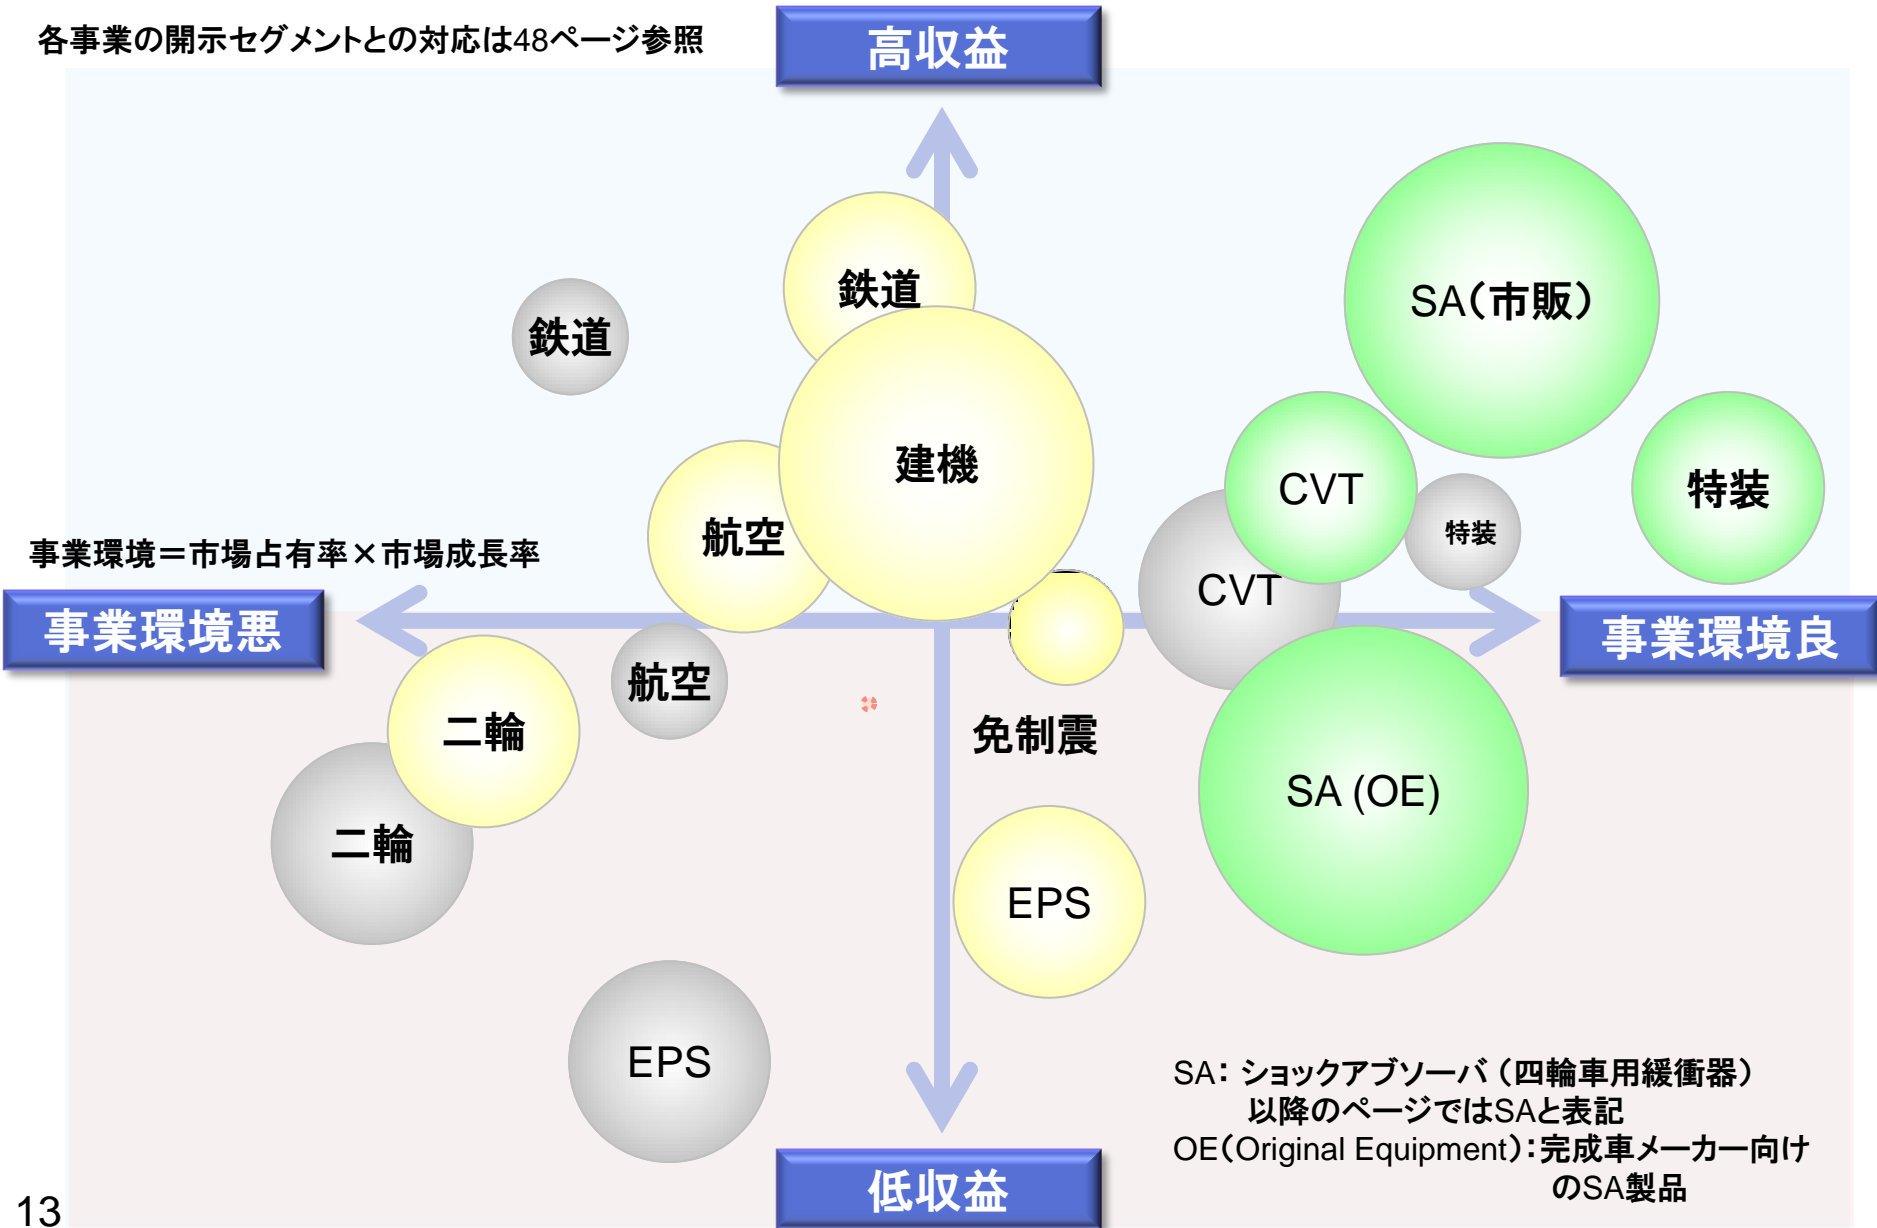 各事業の開示セグメントとの対応は48ページ参照
高収益
鉄道
SA(市販)
鉄道
建機
CVT
特装
航空
特装
事業環境＝市場占有率×市場成長率
CVT
事業環境悪
事業環境良
航空
二輪
免制震
SA (OE)
二輪
EPS
EPS
SA：ショックアブソーバ（四輪車用緩衝器）
以降のページではSAと表記
OE(Original Equipment)：完成車メーカー向け
のSA製品
低収益
13